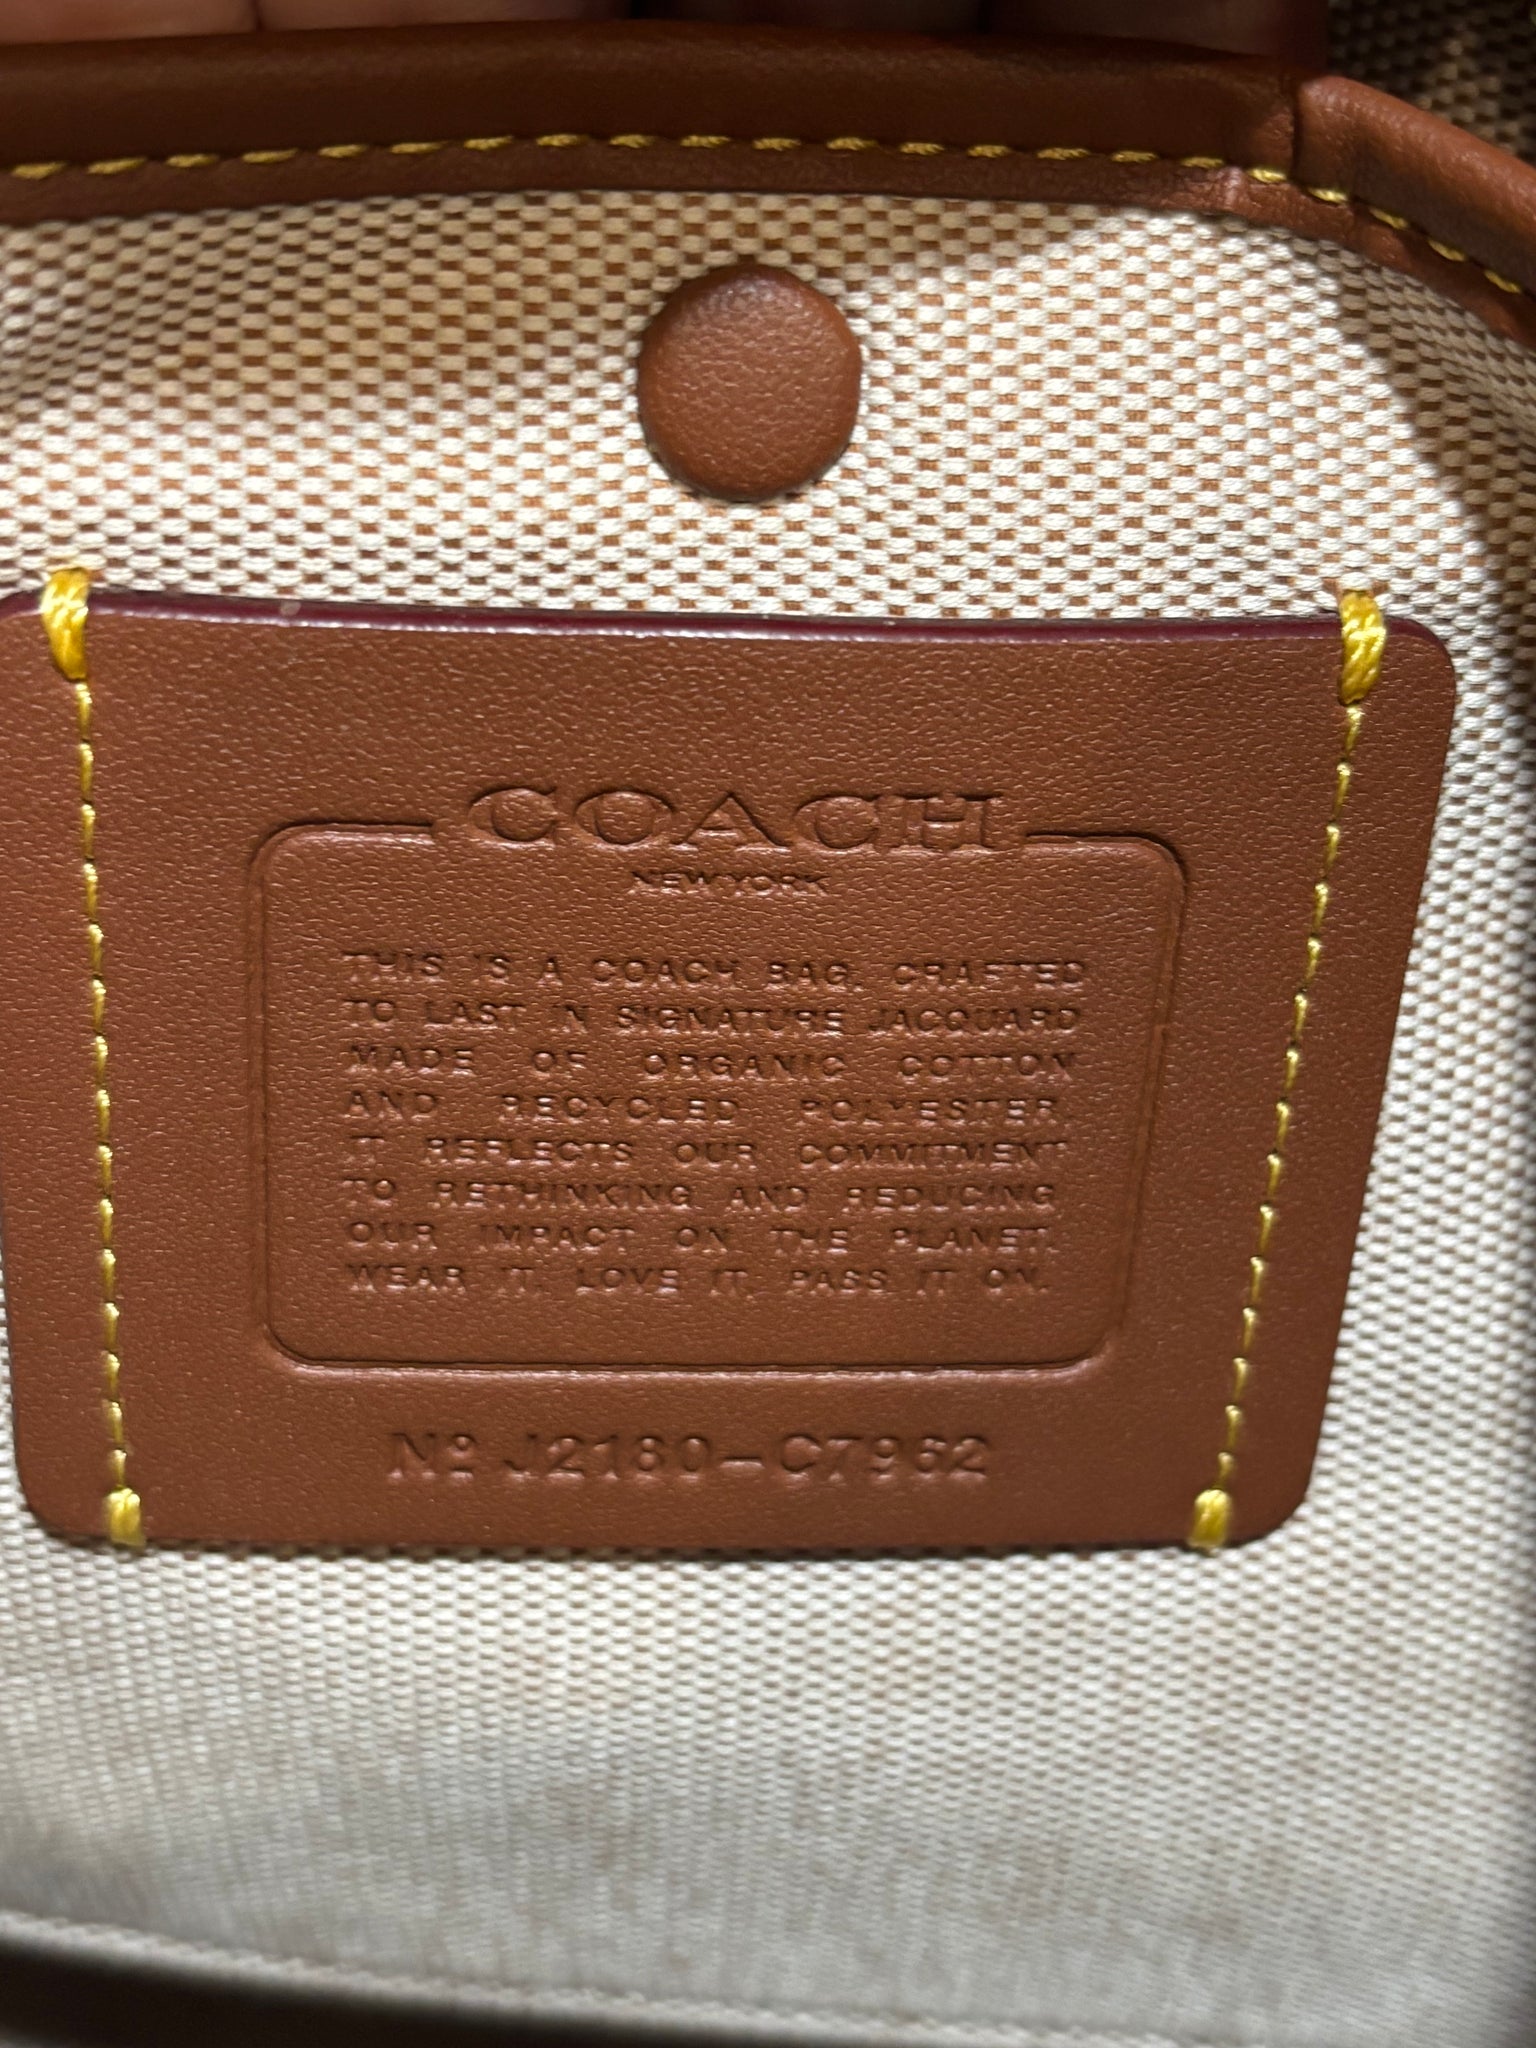 COACH
NEW YORK
THIS IS A COACH BAG. CRAFTED
TO LAST IN SIGNATURE JACQUARD
MADE OF ORGANIC COTTON
AND RECYCLED POLYESTER.
IT REFLECTS OUR COMMITMENT
TO RETHINKING AND REDUCING
OUR IMPACT ON THE PLANET.
WEAR IT. LOVE IT. PASS IT ON.
Nº J2180-C7962